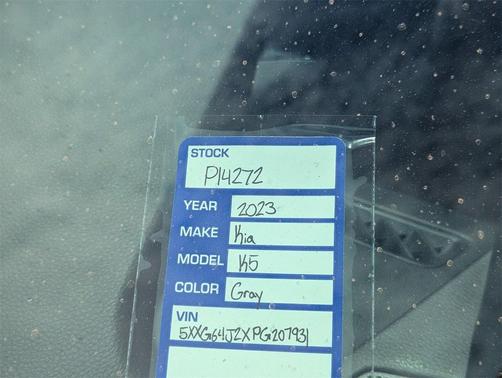 STOCK
P14272
YEAR 2023
MAKE Kia
MODEL K5
COLOR Gray
VIN
5XXG64J2XPG207931